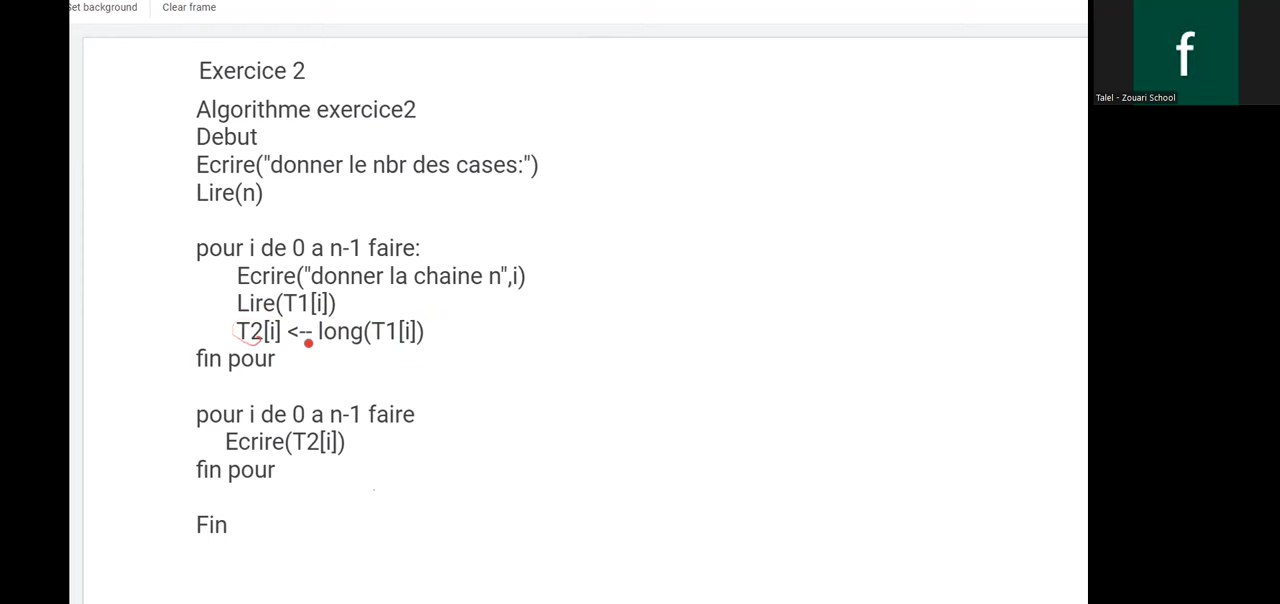 Set background
Clear frame
Exercice 2
Algorithme exercice2
Debut
Ecrire("donner le nbr des cases:")
Lire(n)
pour i de 0 a n-1 faire:
Ecrire("donner la chaine n",i)
Lire(T1[i])
T2[i] <-- long(T1[i])
fin pour
pour i de 0 a n-1 faire
Ecrire(T2[i])
fin pour
Fin
f
Talel - Zouari School